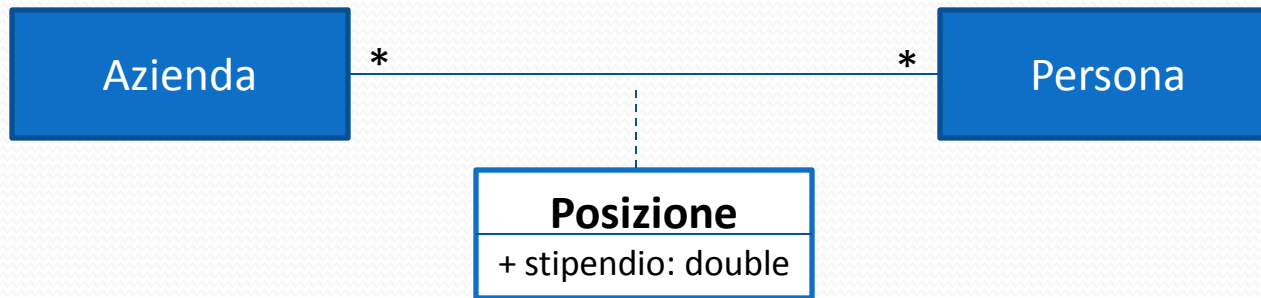 Azienda
*
*
Persona
Posizione
+ stipendio: double